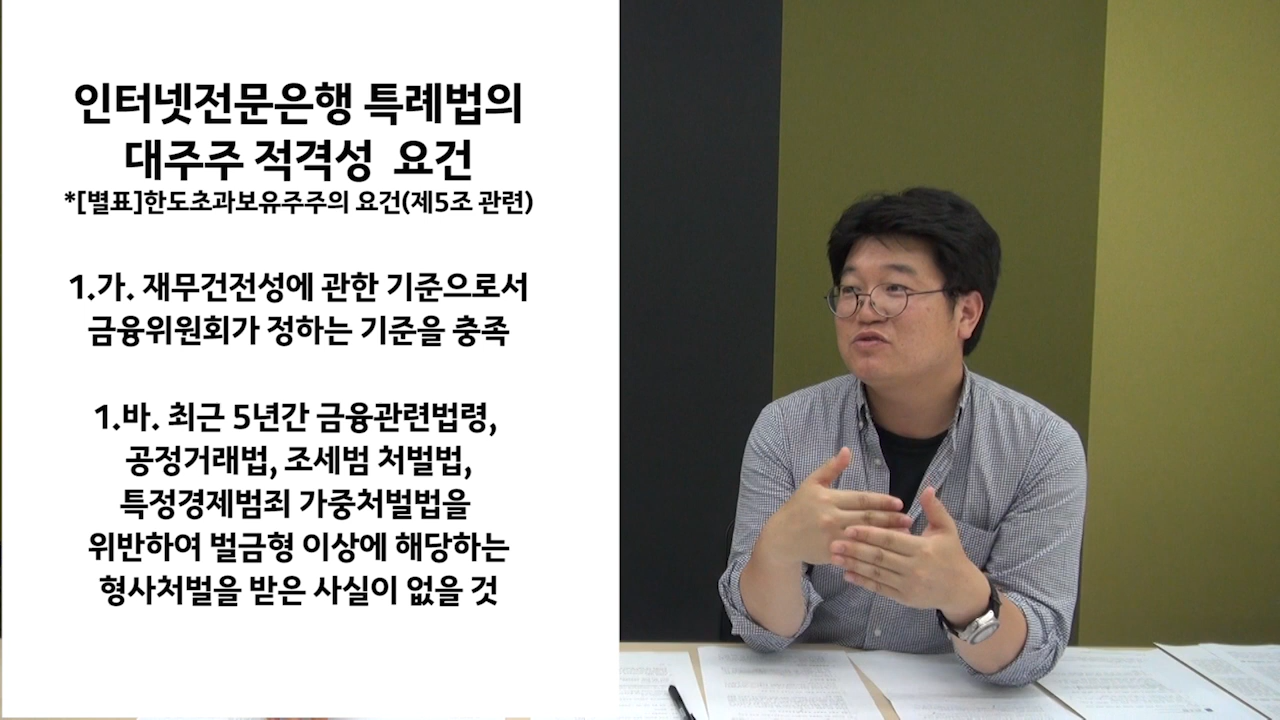 인터넷전문은행 특례법의
대주주 적격성 요건
*[별표]한도초과보유주주의 요건(제5조 관련)
1.가. 재무건전성에 관한 기준으로서
금융위원회가 정하는 기준을 충족
1.바. 최근 5년간 금융관련법령,
공정거래법, 조세범 처벌법,
특정경제범죄 가중처벌법을
위반하여 벌금형 이상에 해당하는
형사처벌을 받은 사실이 없을 것